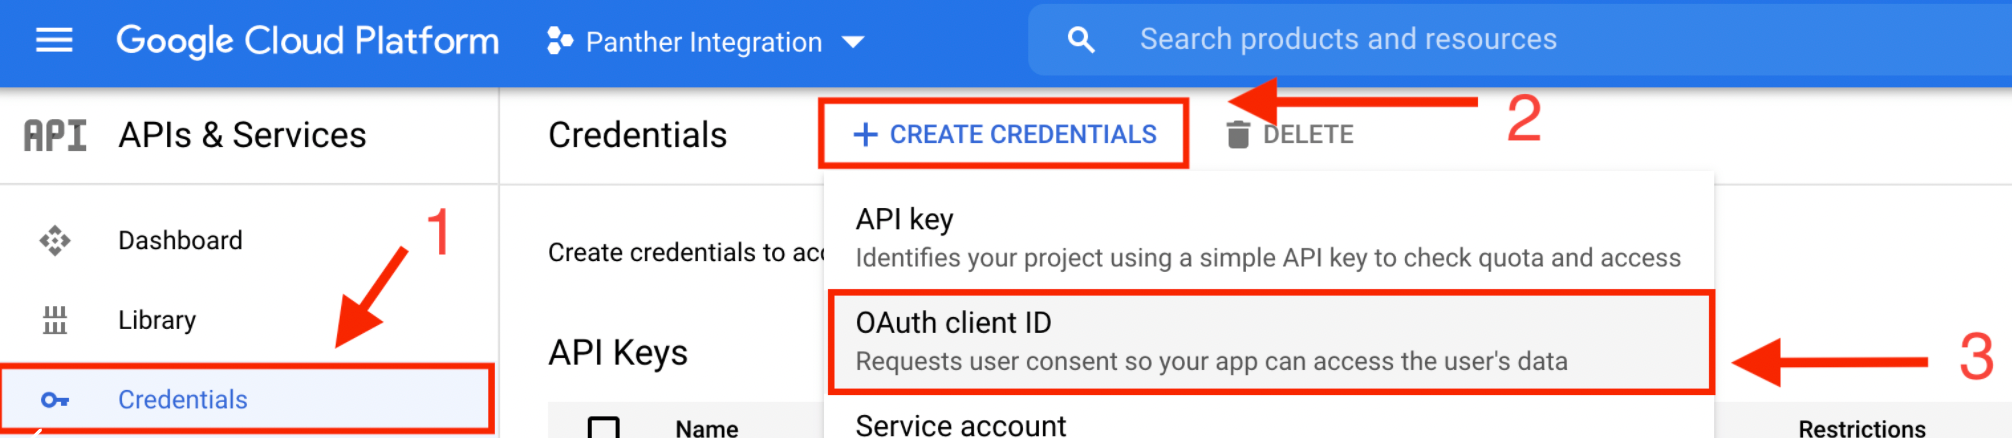 Google Cloud Platform
Panther Integration
Search products and resources
API
APIs & Services
Credentials
+ CREATE CREDENTIALS
DELETE
2
1
Dashboard
Library
Credentials
Create credentials to
API Keys
Name
Restrictions
API key
Identifies your project using a simple API key to check quota and access
OAuth client ID
Requests user consent so your app can access the user's data
3
Service account